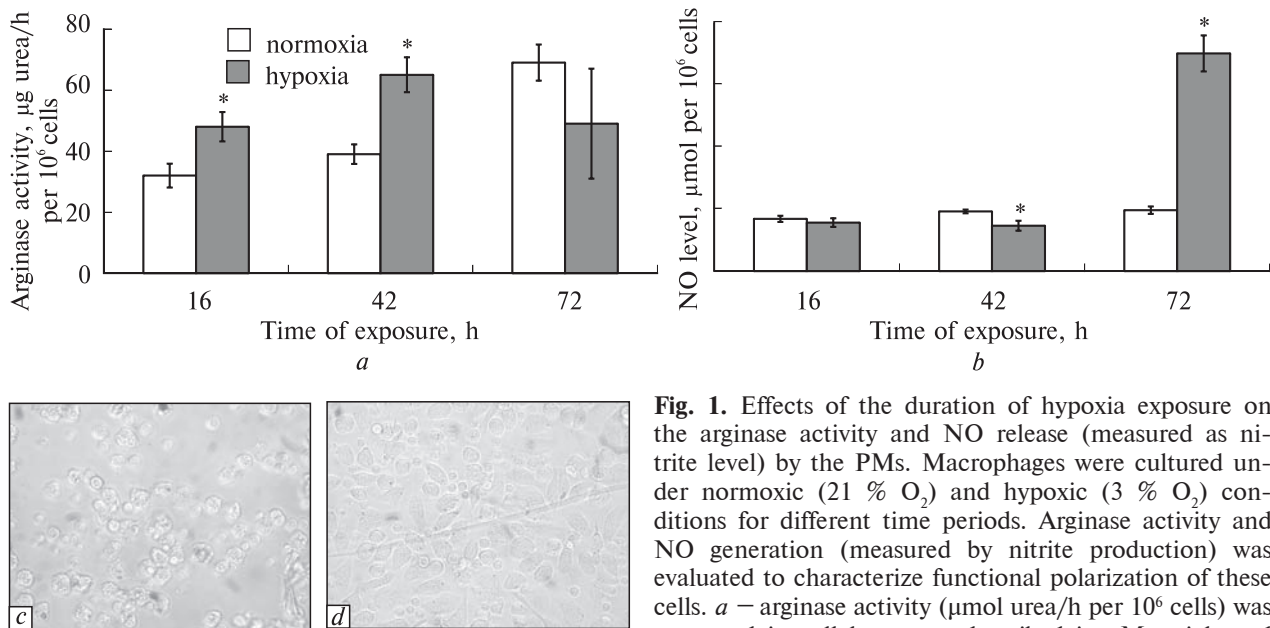 Arginase activity, μg urea/h
per 10⁶ cells
80
60
40
20
0
normoxia
hypoxia
*
*
16
42
72
Time of exposure, h
a
NO level, μmol per 10⁶ cells
*
*
16
42
72
Time of exposure, h
b
c
d
Fig. 1. Effects of the duration of hypoxia exposure on
the arginase activity and NO release (measured as ni-
trite level) by the PMs. Macrophages were cultured un-
der normoxic (21 % O₂) and hypoxic (3 % O₂) con-
ditions for different time periods. Arginase activity and
NO generation (measured by nitrite production) was
evaluated to characterize functional polarization of these
cells. a — arginase activity (μmol urea/h per 10⁶ cells) was